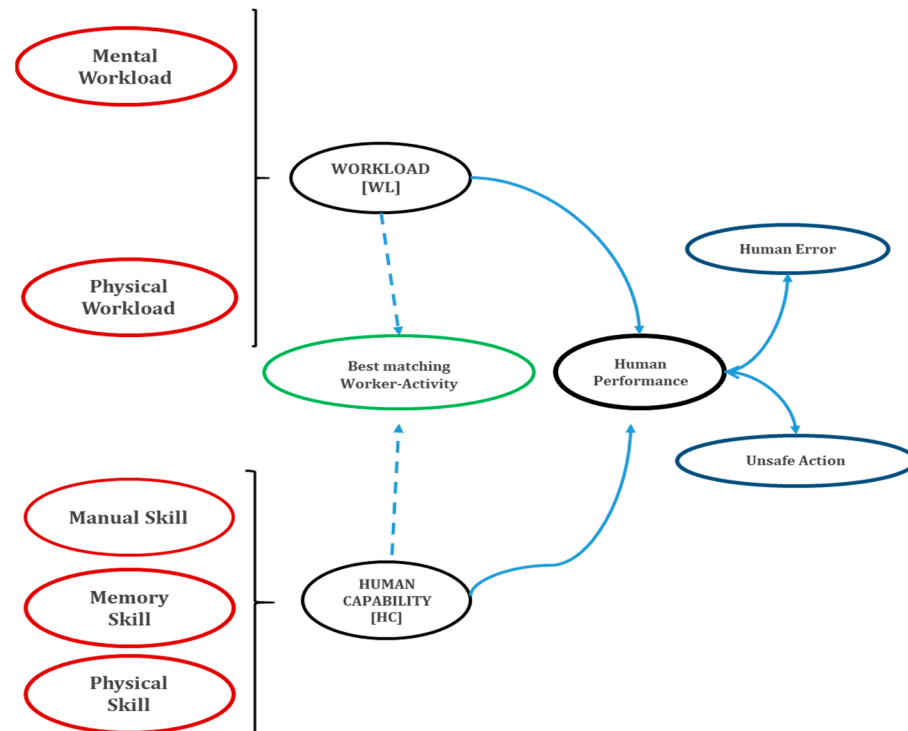 Mental
Workload
WORKLOAD
[WL]
Physical
Workload
Human Error
Best matching
Worker-Activity
Human
Performance
Unsafe Action
Manual Skill
Memory
Skill
HUMAN
CAPABILITY
[HC]
Physical
Skill